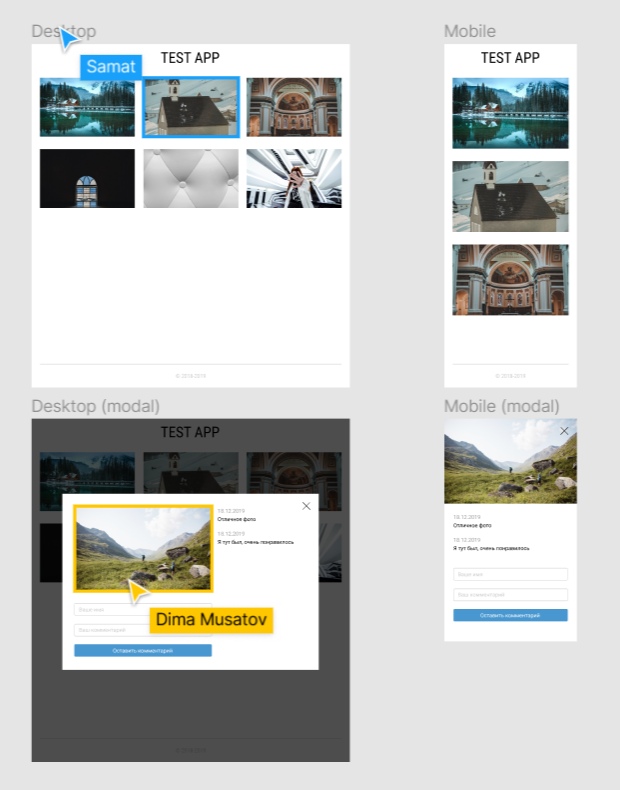 Desktop
Samat
TEST APP
© 2018-2019
Mobile
TEST APP
© 2018-2019
Desktop (modal)
TEST APP
18.12.2019
Отличное фото
18.12.2019
Я тут был, очень понравилось
Ваше имя
Ваш комментарий
Dima Musatov
Оставить комментарий
© 2018-2019
Mobile (modal)
18.12.2019
Отличное фото
18.12.2019
Я тут был, очень понравилось
Ваше имя
Ваш комментарий
Оставить комментарий